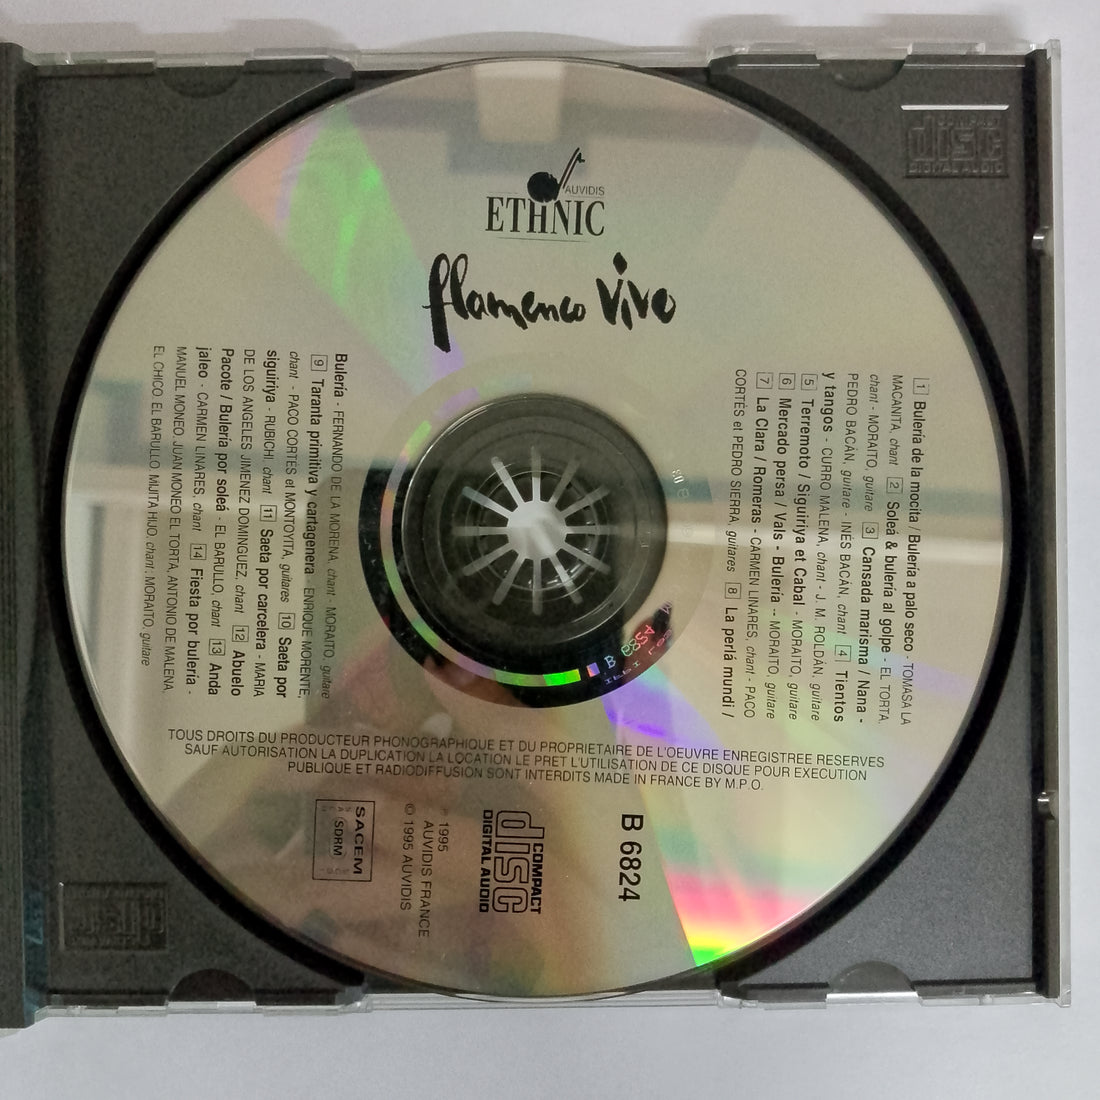 AUVIDIS
ETHNIC
flamenco vivo
1 Bulería de la mocita / Bulería a palo seco - TOMASA LA
MACANITA, chant 2 Soleá & bulería al golpe - EL TORTA,
chant - MORAITO, guitare 3 Cansada marisma / Nana -
PEDRO BACÁN, guitare - INÉS BACÁN, chant 4 Tientos
y tangos - CURRO MALENA, chant - J. M. ROLDÁN, guitare
5 Terremoto / Siguiriya et Cabal - MORAITO, guitare
6 Mercado persa / Vals - Bulería -- MORAITO, guitare
7 La Clara / Romeras - CARMEN LINARES, chant - PACO
CORTÉS et PEDRO SIERRA, guitares 8 La perlá mundi /
Bulería - FERNANDO DE LA MORENA, chant - MORAITO, guitare
9 Taranta primitiva y cartagenera - ENRIQUE MORENTE,
chant - PACO CORTÉS et MONTOYITA, guitares 10 Saeta por
siguiriya - RUBICHI, chant 11 Saeta por carcelera - MARIA
DE LOS ANGELES JIMENEZ DOMINGUEZ, chant 12 Abuelo
Pacote / Bulería por soleá - EL BARULLO, chant 13 Anda
jaleo - CARMEN LINARES, chant 14 Fiesta por bulería -
MANUEL MONEO, JUAN MONEO EL TORTA, ANTONIO DE MALENA,
EL CHICO, EL BARULLO, MIJITA HIJO, chant ; MORAITO, guitare
TOUS DROITS DU PRODUCTEUR PHONOGRAPHIQUE ET DU PROPRIETAIRE DE L'OEUVRE ENREGISTREE RESERVES
SAUF AUTORISATION LA DUPLICATION LA LOCATION LE PRET L'UTILISATION DE CE DISQUE POUR EXECUTION
PUBLIQUE ET RADIODIFFUSION SONT INTERDITS MADE IN FRANCE BY M.P.O.
B 6824
COMPACT
disc
DIGITAL AUDIO
℗ 1995
AUVIDIS FRANCE
© 1995 AUVIDIS
SACEM
SDRM
COMPACT
disc
DIGITAL AUDIO